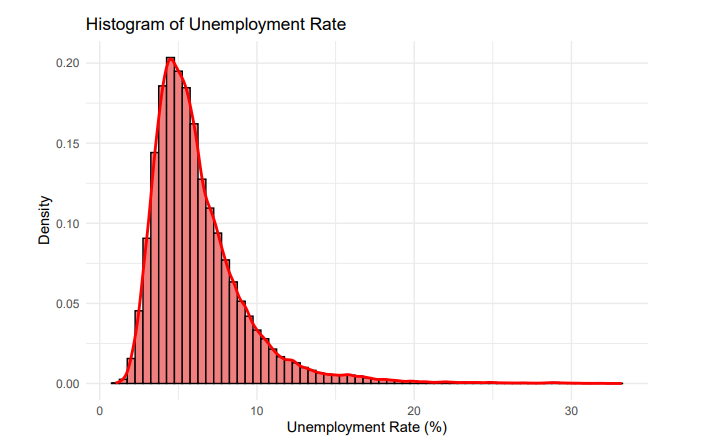 Histogram of Unemployment Rate
0.20
0.15
0.10
0.05
0.00
Density
0 10 20 30
Unemployment Rate (%)